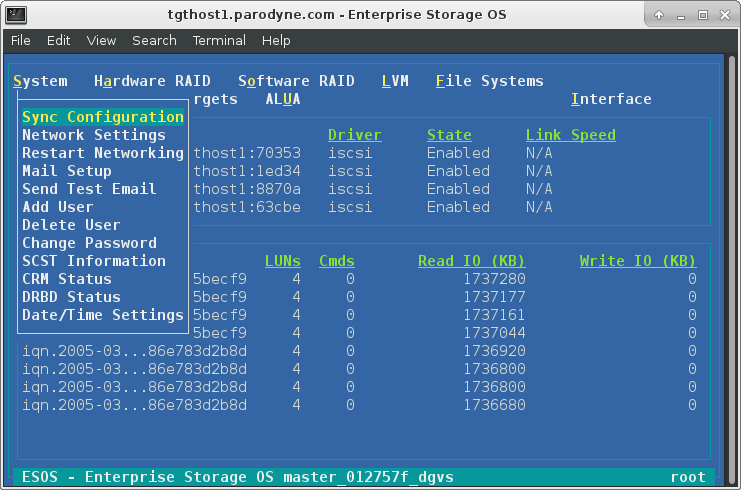 tgthost1.parodyne.com - Enterprise Storage OS
File Edit View Search Terminal Help
System Hardware RAID Software RAID LVM File Systems
rgets ALUA Interface
Sync Configuration
Network Settings Driver State Link Speed
Restart Networking thost1:70353 iscsi Enabled N/A
Mail Setup thost1:1ed34 iscsi Enabled N/A
Send Test Email thost1:8870a iscsi Enabled N/A
Add User thost1:63cbe iscsi Enabled N/A
Delete User
Change Password
SCST Information LUNs Cmds Read IO (KB) Write IO (KB)
CRM Status 5becf9 4 0 1737280 0
DRBD Status 5becf9 4 0 1737177 0
Date/Time Settings 5becf9 4 0 1737161 0
5becf9 4 0 1737044 0
iqn.2005-03...86e783d2b8d 4 0 1736920 0
iqn.2005-03...86e783d2b8d 4 0 1736800 0
iqn.2005-03...86e783d2b8d 4 0 1736800 0
iqn.2005-03...86e783d2b8d 4 0 1736680 0
ESOS - Enterprise Storage OS master_012757f_dgvs root